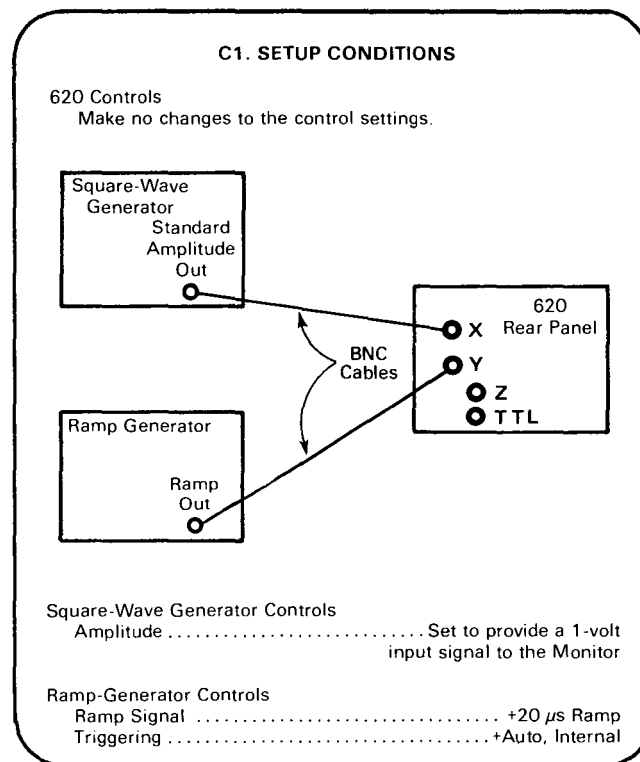 C1. SETUP CONDITIONS
620 Controls
Make no changes to the control settings.
Square-Wave
Generator
Standard
Amplitude
Out
620
Rear Panel
X
Y
Z
TTL
BNC
Cables
Ramp Generator
Ramp
Out
Square-Wave Generator Controls
Amplitude ............................ Set to provide a 1-volt
input signal to the Monitor
Ramp-Generator Controls
Ramp Signal ................................. +20 μs Ramp
Triggering ................................... +Auto, Internal